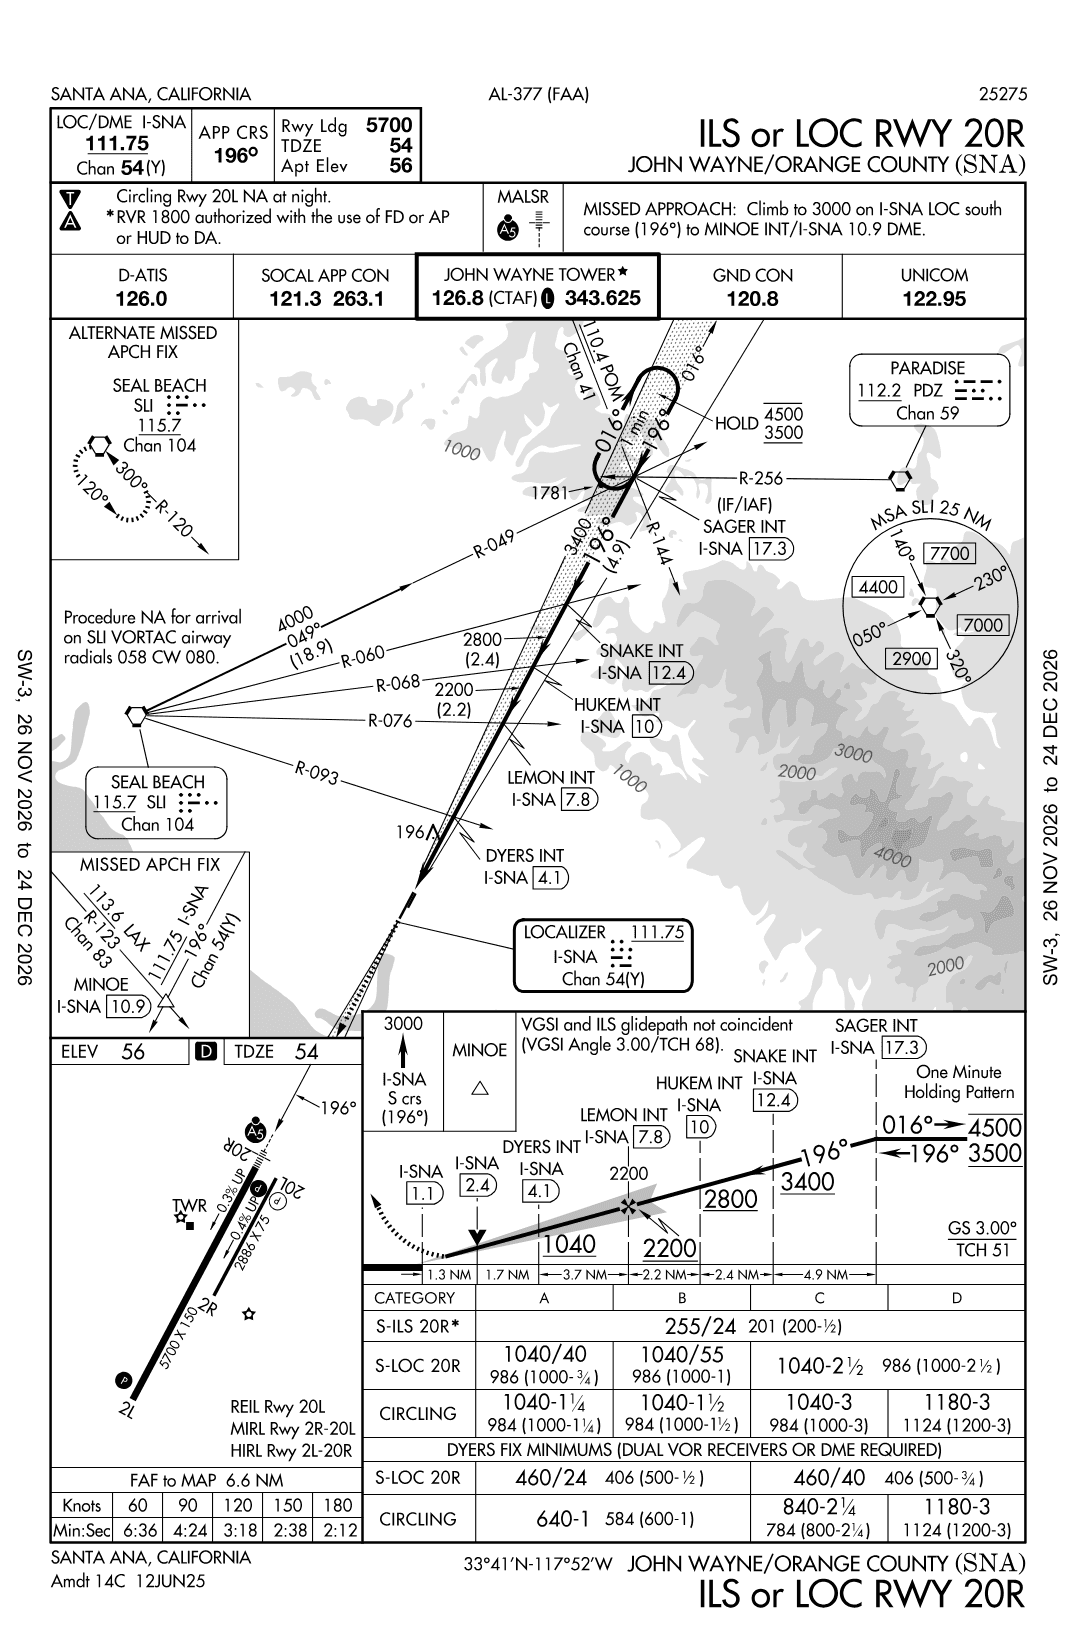 SANTA ANA, CALIFORNIA
AL-377 (FAA)
25275
LOC/DME I-SNA
111.75
Chan 54(Y)
APP CRS
196°
Rwy Ldg 5700
TDZE 54
Apt Elev 56
ILS or LOC RWY 20R
JOHN WAYNE/ORANGE COUNTY (SNA)
T
A
Circling Rwy 20L NA at night.
*RVR 1800 authorized with the use of FD or AP
or HUD to DA.
MALSR
A5
MISSED APPROACH: Climb to 3000 on I-SNA LOC south
course (196°) to MINOE INT/I-SNA 10.9 DME.
D-ATIS
126.0
SOCAL APP CON
121.3 263.1
JOHN WAYNE TOWER★
126.8 (CTAF) L 343.625
GND CON
120.8
UNICOM
122.95
ALTERNATE MISSED
APCH FIX
SEAL BEACH
SLI
115.7
Chan 104
300°
120°
R-120
110.4 POM
Chan 41
016°
016°
1 min
196°
HOLD 4500
3500
PARADISE
112.2 PDZ
Chan 59
1000
1781
R-256
(IF/IAF)
SAGER INT
I-SNA 17.3
R-049
3400
196°
(4.9)
R-144
MSA SLI 25 NM
140°
7700
230°
4400
050°
7000
2900
320°
Procedure NA for arrival
on SLI VORTAC airway
radials 058 CW 080.
4000
049°
(18.9)
R-060
2800
(2.4)
SNAKE INT
I-SNA 12.4
R-068
2200
(2.2)
HUKEM INT
I-SNA 10
R-076
LEMON INT
I-SNA 7.8
R-093
1000
2000
3000
4000
2000
SEAL BEACH
115.7 SLI
Chan 104
196
DYERS INT
I-SNA 4.1
MISSED APCH FIX
113.6 LAX
R-123
Chan 83
111.75 I-SNA
196°
Chan 54(Y)
MINOE
I-SNA 10.9
LOCALIZER 111.75
I-SNA
Chan 54(Y)
SW-3, 26 NOV 2026 to 24 DEC 2026
SW-3, 26 NOV 2026 to 24 DEC 2026
ELEV 56
D
TDZE 54
196°
A5
20R
20L
0.3% UP
P
P
TWR
0.4% UP
2886 X 75
2R
5700 X 150
P
2L
REIL Rwy 20L
MIRL Rwy 2R-20L
HIRL Rwy 2L-20R
FAF to MAP 6.6 NM
Knots 60 90 120 150 180
Min:Sec 6:36 4:24 3:18 2:38 2:12
3000
I-SNA
S crs
(196°)
MINOE
VGSI and ILS glidepath not coincident
(VGSI Angle 3.00/TCH 68).
SAGER INT
I-SNA 17.3
SNAKE INT
I-SNA
12.4
HUKEM INT
I-SNA
10
LEMON INT
I-SNA 7.8
DYERS INT
I-SNA
4.1
I-SNA
2.4
I-SNA
1.1
One Minute
Holding Pattern
016° 4500
196° 3500
196°
3400
2800
2200
2200
1040
GS 3.00°
TCH 51
1.3 NM 1.7 NM 3.7 NM 2.2 NM 2.4 NM 4.9 NM
CATEGORY A B C D
S-ILS 20R* 255/24 201 (200-½)
S-LOC 20R 1040/40 986 (1000-¾) 1040/55 986 (1000-1) 1040-2½ 986 (1000-2½)
CIRCLING 1040-1¼ 984 (1000-1¼) 1040-1½ 984 (1000-1½) 1040-3 984 (1000-3) 1180-3 1124 (1200-3)
DYERS FIX MINIMUMS (DUAL VOR RECEIVERS OR DME REQUIRED)
S-LOC 20R 460/24 406 (500-½) 460/40 406 (500-¾)
CIRCLING 640-1 584 (600-1) 840-2¼ 784 (800-2¼) 1180-3 1124 (1200-3)
SANTA ANA, CALIFORNIA
Amdt 14C 12JUN25
33°41'N-117°52'W
JOHN WAYNE/ORANGE COUNTY (SNA)
ILS or LOC RWY 20R